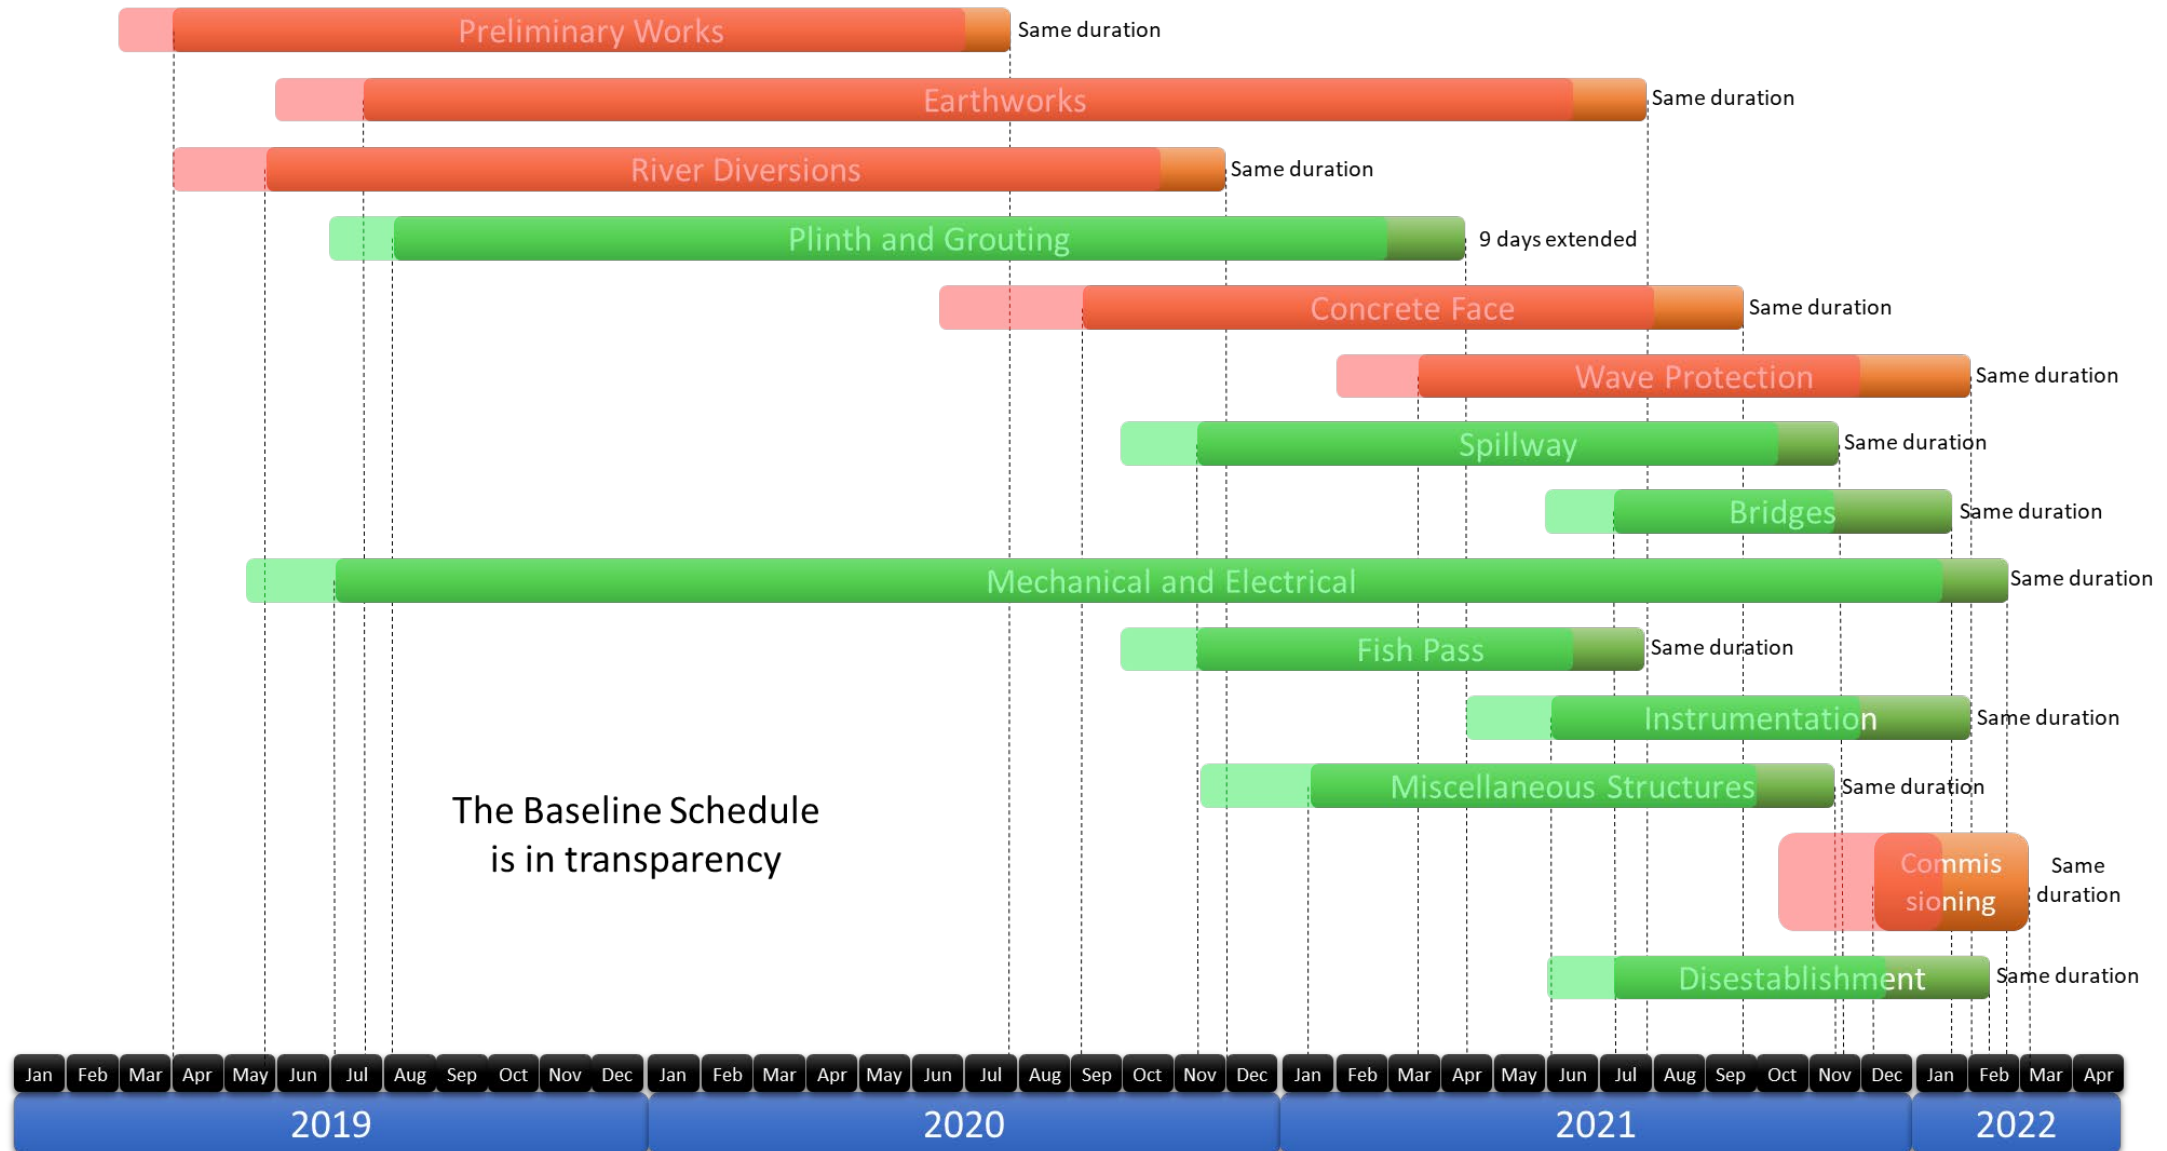 Preliminary Works Same duration
Earthworks Same duration
River Diversions Same duration
Plinth and Grouting 9 days extended
Concrete Face Same duration
Wave Protection Same duration
Spillway Same duration
Bridges Same duration
Mechanical and Electrical Same duration
Fish Pass Same duration
Instrumentation Same duration
Miscellaneous Structures Same duration
The Baseline Schedule
is in transparency
Commis
sioning
Same
duration
Disestablishment Same duration
Jan Feb Mar Apr May Jun Jul Aug Sep Oct Nov Dec Jan Feb Mar Apr May Jun Jul Aug Sep Oct Nov Dec Jan Feb Mar Apr May Jun Jul Aug Sep Oct Nov Dec Jan Feb Mar Apr
2019 2020 2021 2022